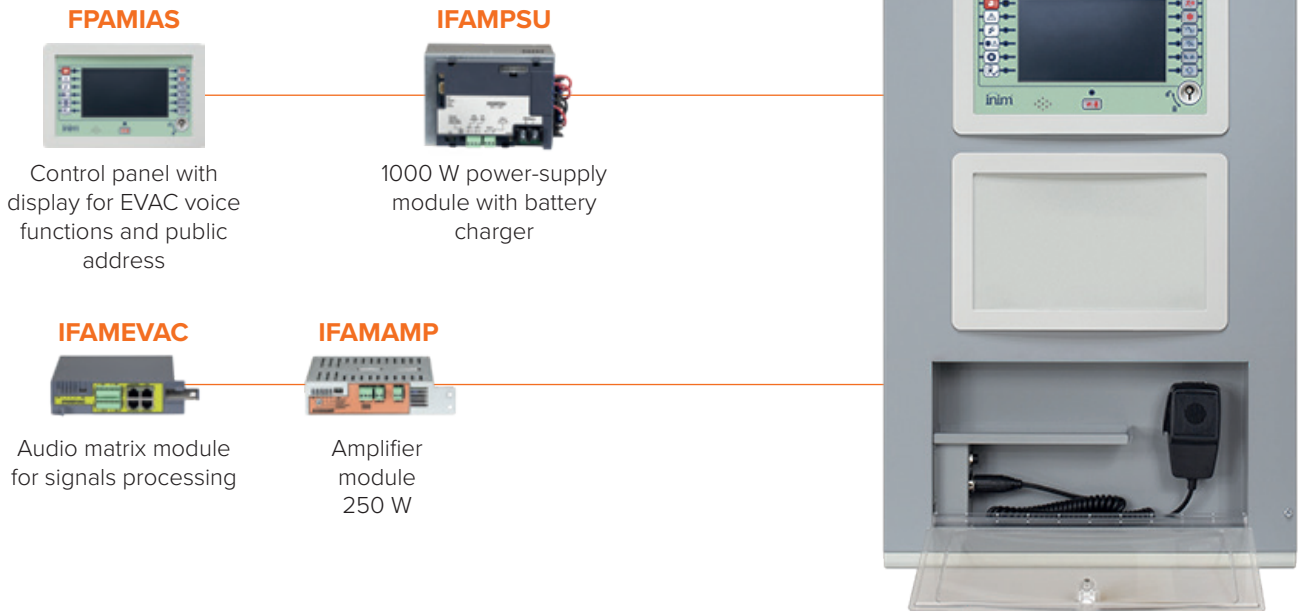 FPAMIAS
Control panel with
display for EVAC voice
functions and public
address
IFAMPSU
1000 W power-supply
module with battery
charger
IFAMEVAC
Audio matrix module
for signals processing
IFAMAMP
Amplifier
module
250 W
inim